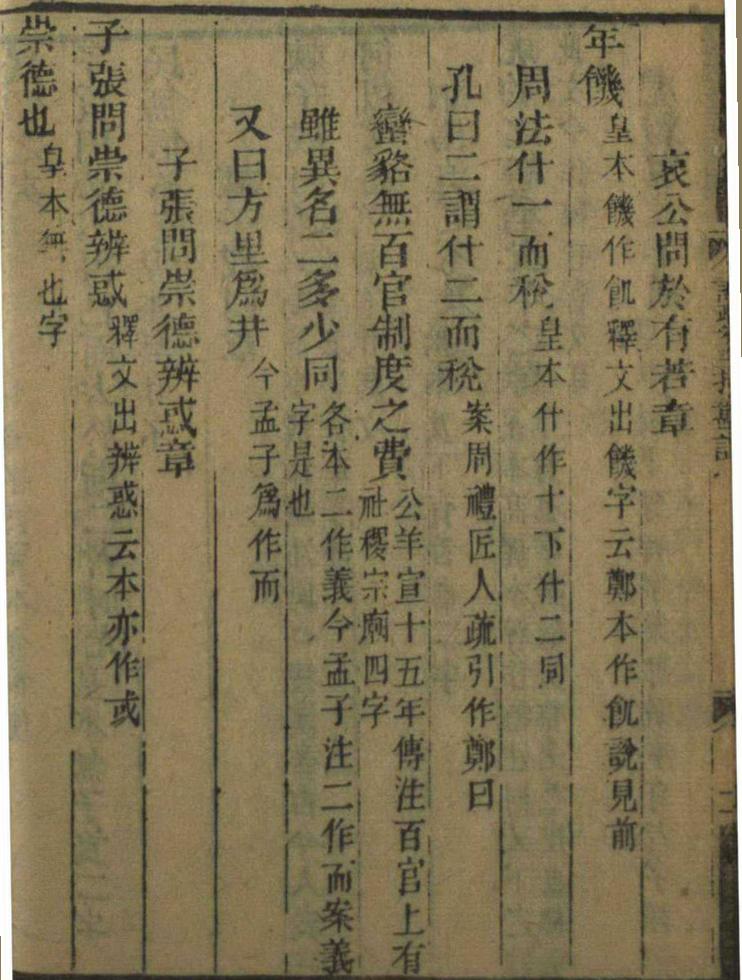 哀公問於有若章
年饑皇本饑作飢釋文出饑字云鄭本作飢說見前
周法什一而稅皇本什作十下什二同
孔曰二謂什二而稅案周禮匠人疏引作鄭曰
蠻貉無百官制度之費公羊宣十五年傳注百官上有社稷宗廟四字
雖異名二多少同各本二作義今孟子注二作而案義字是也
又曰方里爲井今孟子爲作而
子張問崇德辨惑章
子張問崇德辨惑釋文出辨惑云本亦作或
崇德也皇本無也字